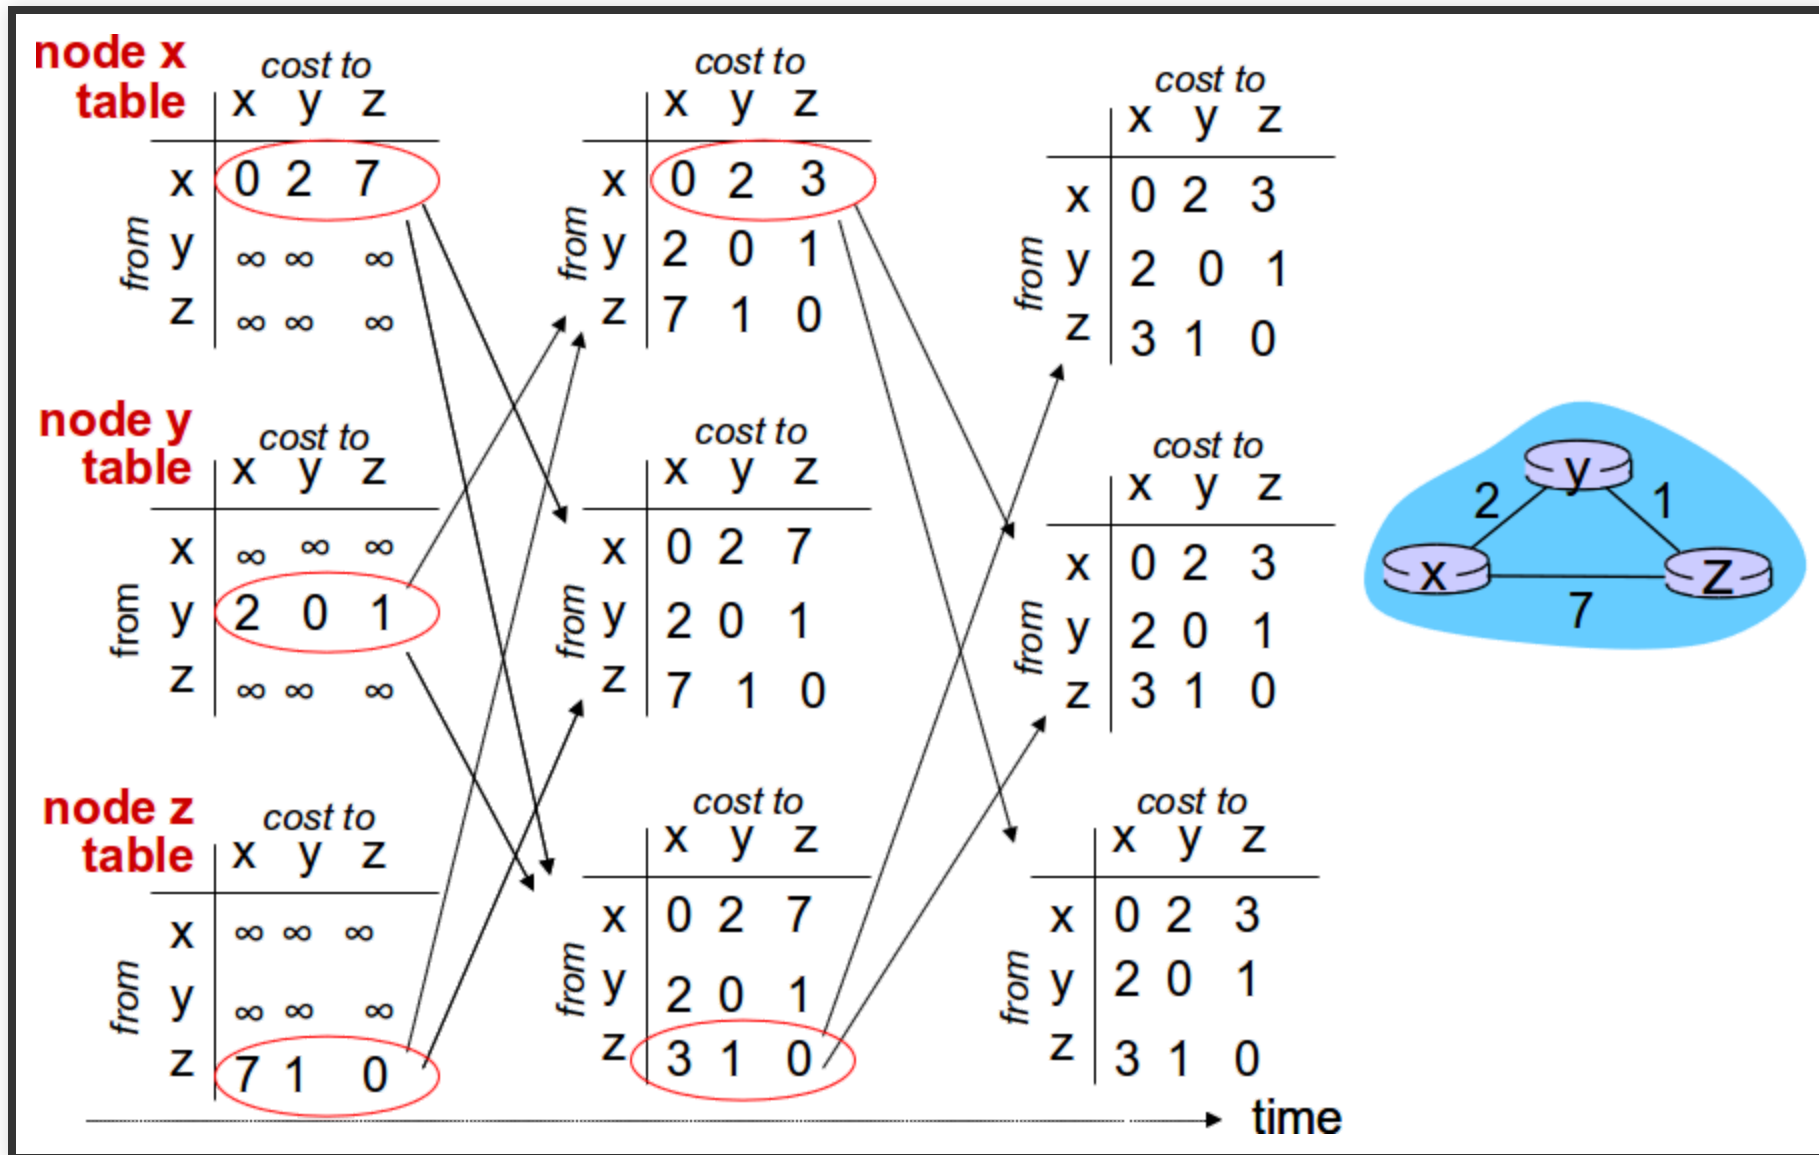 node x table
cost to
x y z
from
x 0 2 7
y ∞ ∞ ∞
z ∞ ∞ ∞
cost to
x y z
from
x 0 2 3
y 2 0 1
z 7 1 0
cost to
x y z
from
x 0 2 3
y 2 0 1
z 3 1 0
node y table
cost to
x y z
from
x ∞ ∞ ∞
y 2 0 1
z ∞ ∞ ∞
cost to
x y z
from
x 0 2 7
y 2 0 1
z 7 1 0
cost to
x y z
from
x 0 2 3
y 2 0 1
z 3 1 0
node z table
cost to
x y z
from
x ∞ ∞ ∞
y ∞ ∞ ∞
z 7 1 0
cost to
x y z
from
x 0 2 7
y 2 0 1
z 3 1 0
cost to
x y z
from
x 0 2 3
y 2 0 1
z 3 1 0
y
2 1
x z
7
time